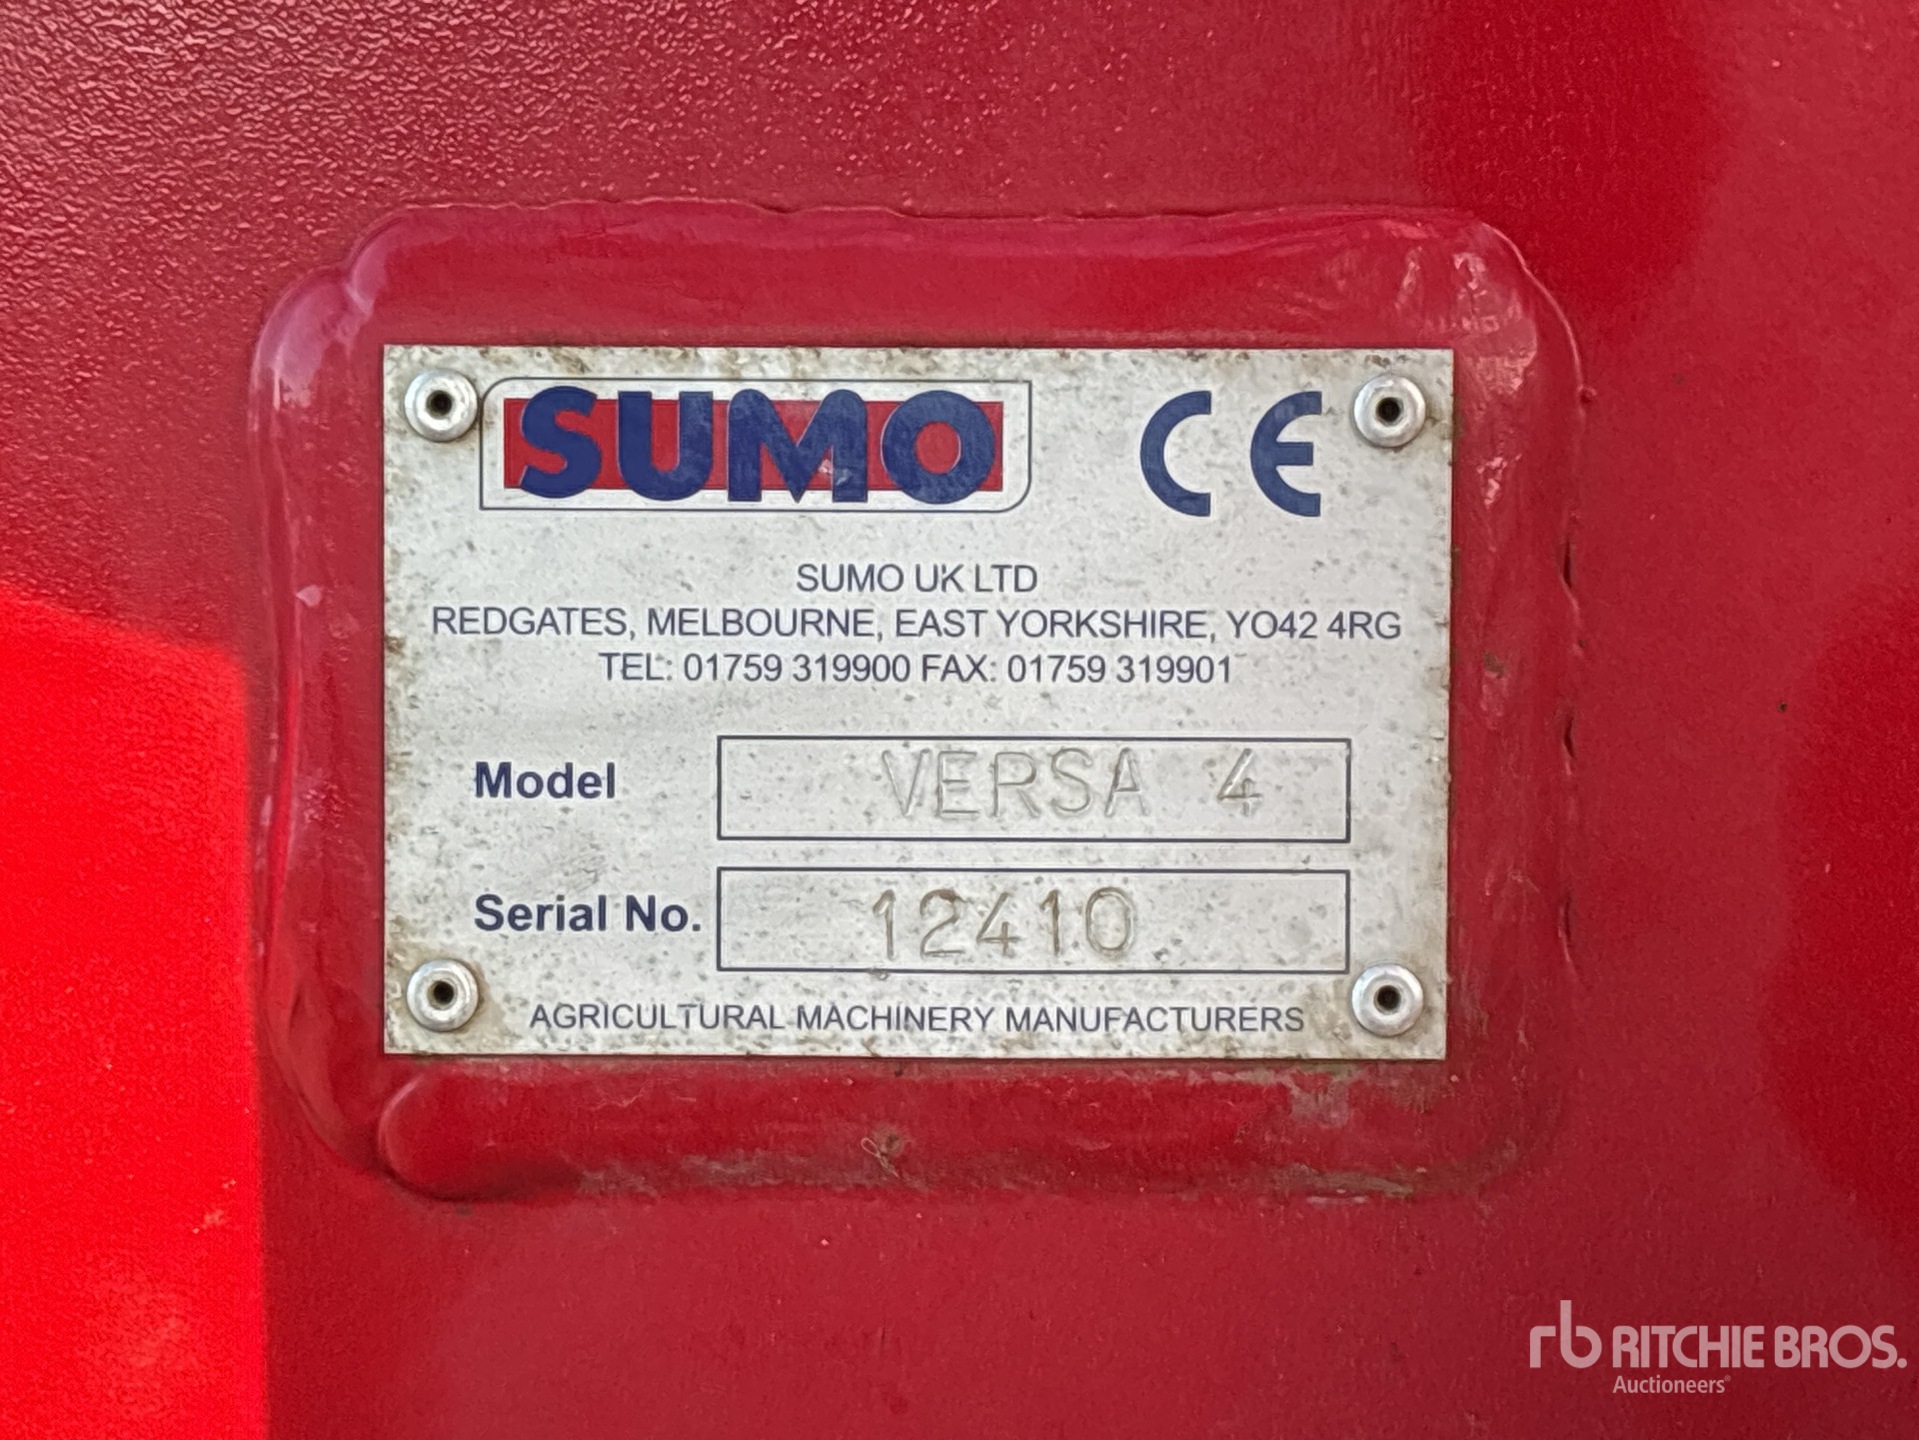 SUMO CE
SUMO UK LTD
REDGATES, MELBOURNE, EAST YORKSHIRE, YO42 4RG
TEL: 01759 319900 FAX: 01759 319901
Model VERSA 4
Serial No. 12410
AGRICULTURAL MACHINERY MANUFACTURERS
rb RITCHIE BROS.
Auctioneers®